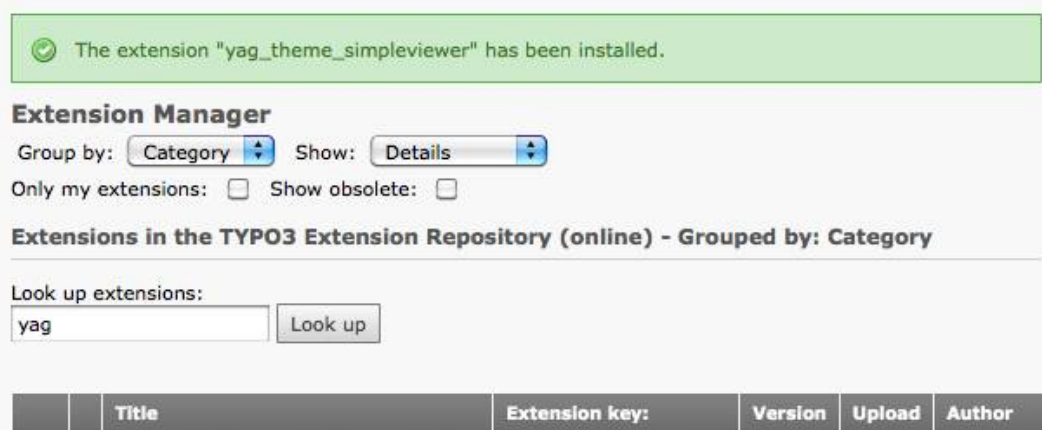 The extension "yag_theme_simpleviewer" has been installed.
Extension Manager
Group by: Category Show: Details
Only my extensions: Show obsolete:
Extensions in the TYPO3 Extension Repository (online) - Grouped by: Category
Look up extensions:
yag Look up
Title Extension key: Version Upload Author